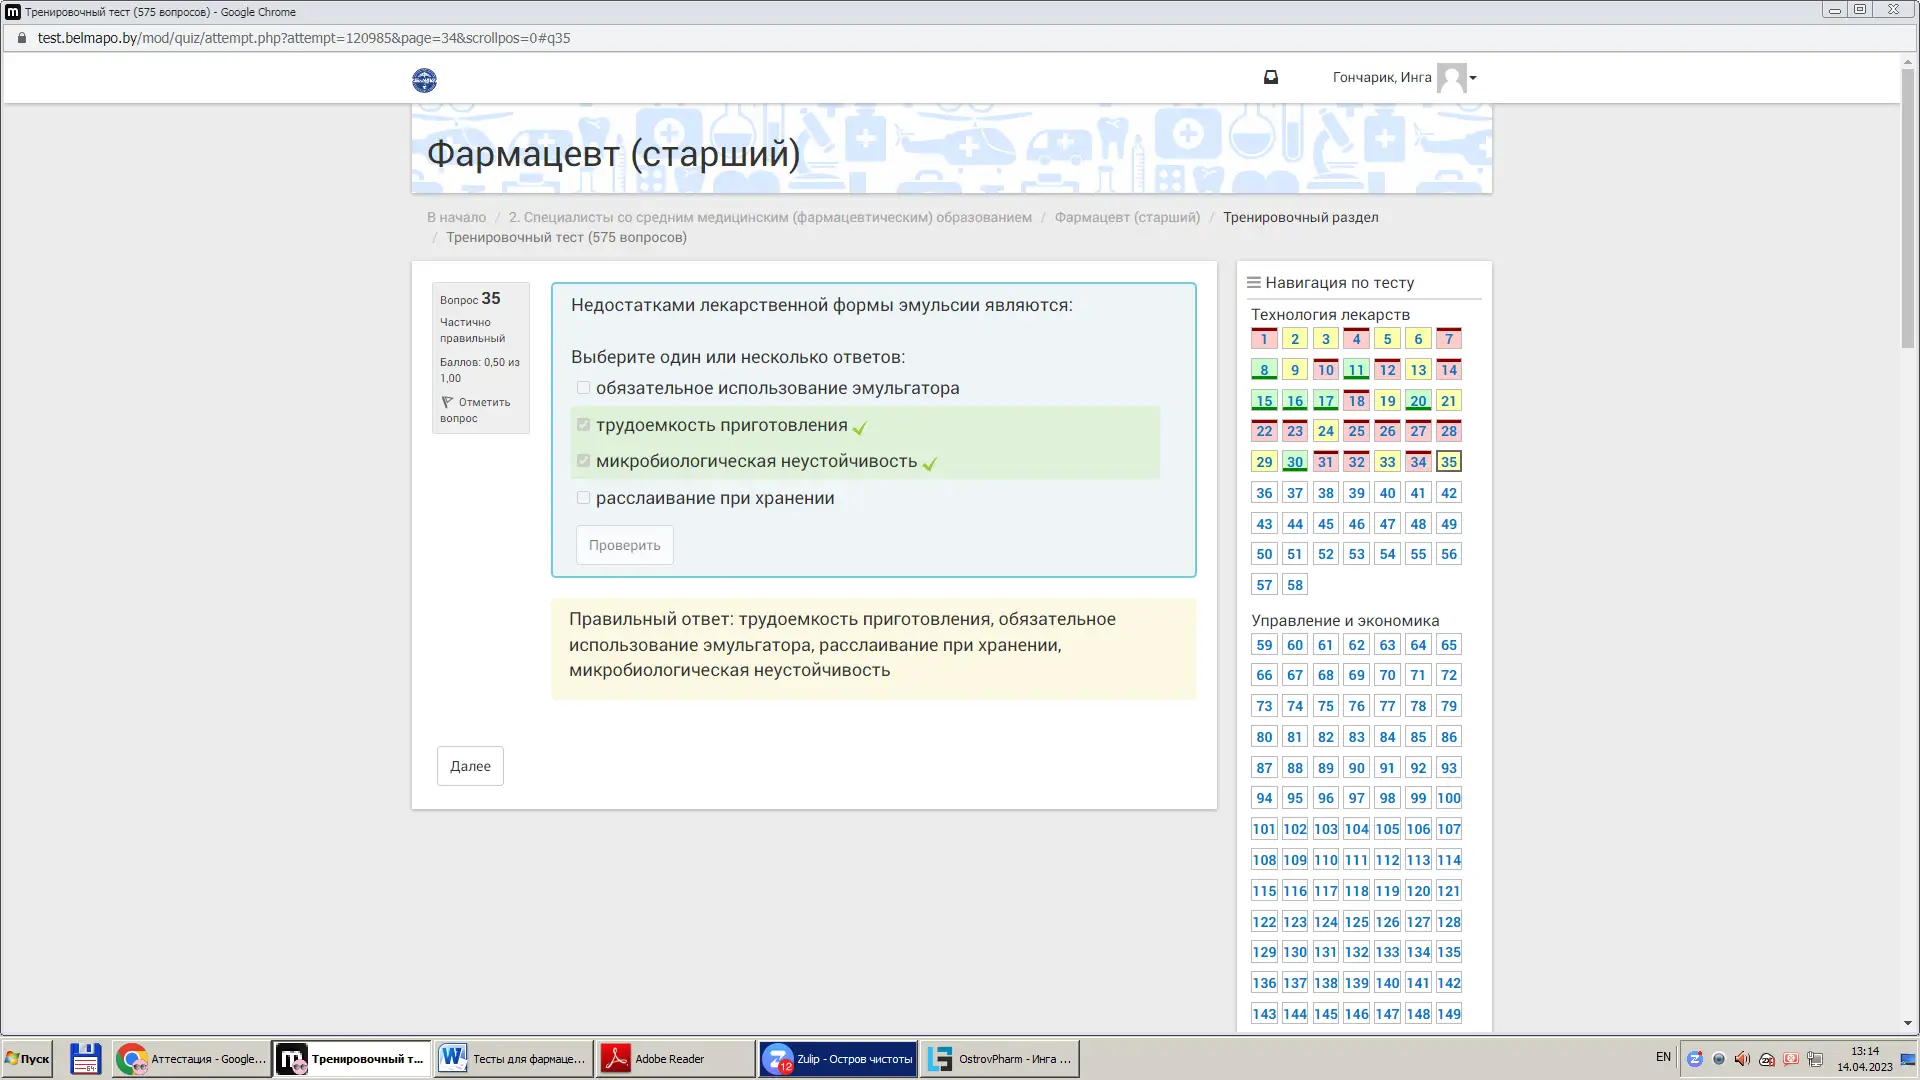 Тренировочный тест (575 вопросов) - Google Chrome
test.belmapo.by/mod/quiz/attempt.php?attempt=120985&page=34&scrollpos=0#q35
Гончарик, Инга
Фармацевт (старший)
В начало / 2. Специалисты со средним медицинским (фармацевтическим) образованием / Фармацевт (старший) / Тренировочный раздел
/ Тренировочный тест (575 вопросов)
Вопрос 35
Частично
правильный
Баллов: 0,50 из
1,00
Отметить
вопрос
Недостатками лекарственной формы эмульсии являются:
Выберите один или несколько ответов:
обязательное использование эмульгатора
трудоемкость приготовления
микробиологическая неустойчивость
расслаивание при хранении
Проверить
Правильный ответ: трудоемкость приготовления, обязательное
использование эмульгатора, расслаивание при хранении,
микробиологическая неустойчивость
Далее
Навигация по тесту
Технология лекарств
1 2 3 4 5 6 7
8 9 10 11 12 13 14
15 16 17 18 19 20 21
22 23 24 25 26 27 28
29 30 31 32 33 34 35
36 37 38 39 40 41 42
43 44 45 46 47 48 49
50 51 52 53 54 55 56
57 58
Управление и экономика
59 60 61 62 63 64 65
66 67 68 69 70 71 72
73 74 75 76 77 78 79
80 81 82 83 84 85 86
87 88 89 90 91 92 93
94 95 96 97 98 99 100
101 102 103 104 105 106 107
108 109 110 111 112 113 114
115 116 117 118 119 120 121
122 123 124 125 126 127 128
129 130 131 132 133 134 135
136 137 138 139 140 141 142
143 144 145 146 147 148 149
Пуск
Аттестация - Google...
Тренировочный т...
Тесты для фармаце...
Adobe Reader
12
Zulip - Остров чистоты
OstrovPharm - Инга ...
EN
13:14
14.04.2023